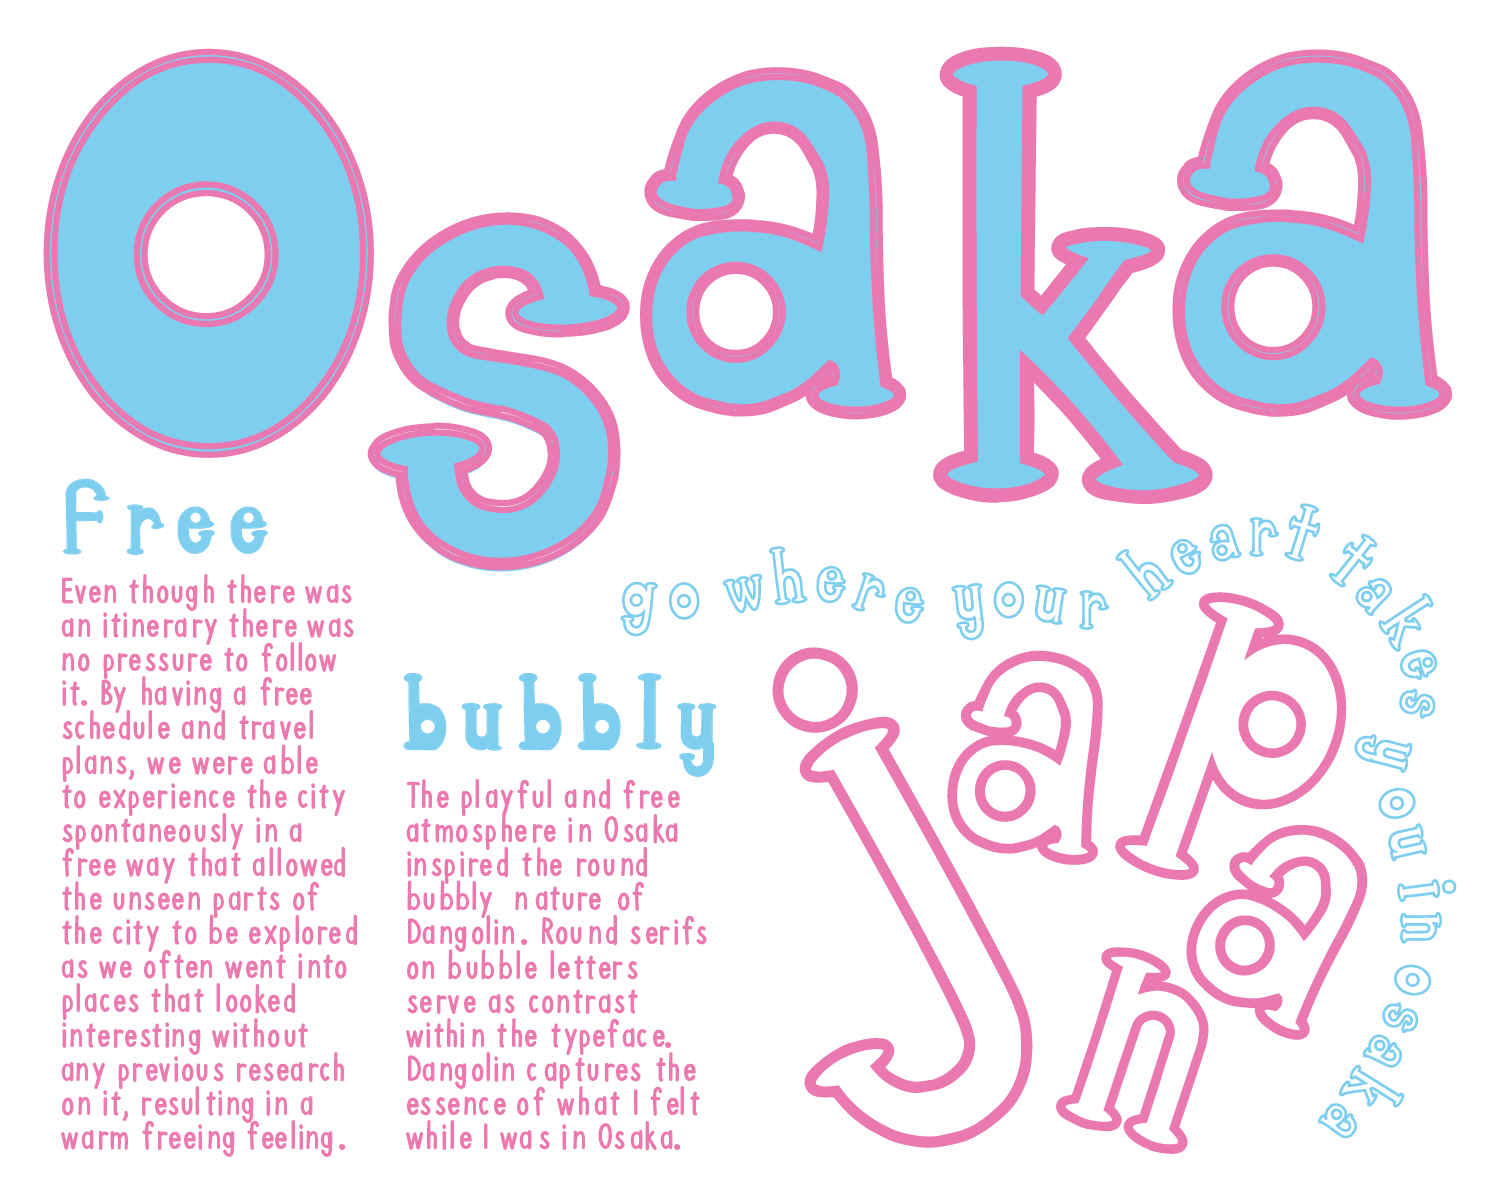 Osaka
free
Even though there was
an itinerary there was
no pressure to follow
it. By having a free
schedule and travel
plans, we were able
to experience the city
spontaneously in a
free way that allowed
the unseen parts of
the city to be explored
as we often went into
places that looked
interesting without
any previous research
on it, resulting in a
warm freeing feeling.
bubbly
The playful and free
atmosphere in Osaka
inspired the round
bubbly nature of
Dangolin. Round serifs
on bubble letters
serve as contrast
within the typeface.
Dangolin captures the
essence of what I felt
while I was in Osaka.
go where your heart takes you in osaka
japan